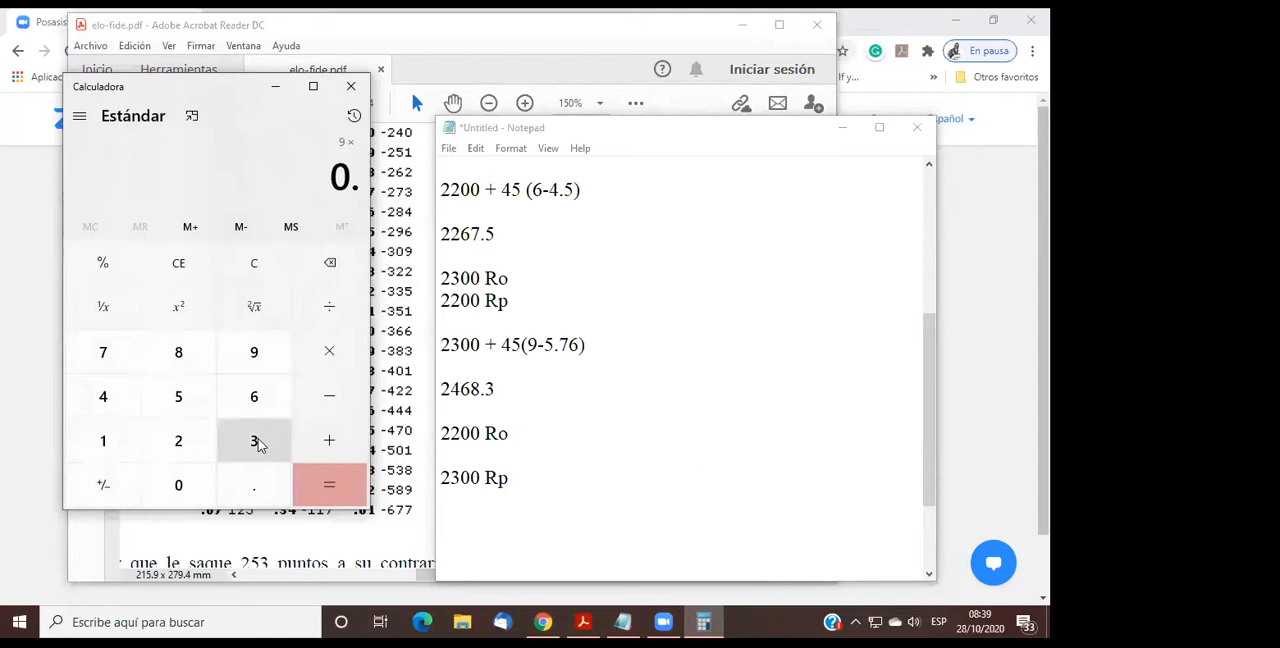 Posasis
elo-fide.pdf - Adobe Acrobat Reader DC
Archivo Edición Ver Firmar Ventana Ayuda
En pausa
Inicio Herramientas elo-fide.pdf
Iniciar sesión
Aplicac
If y...
»
Otros favoritos
150%
Español
Calculadora
Estándar
9 ×
0.
MC MR M+ M- MS
% CE C
¹/x x² ²√x ÷
7 8 9 ×
4 5 6 −
1 2 3 +
+/− 0 . =
-240
-251
-262
-273
-284
-296
-309
-322
-335
-351
-366
-383
-401
-422
-444
-470
-501
-538
-589
-677
que le saque 253 puntos a su contrar
215.9 x 279.4 mm
*Untitled - Notepad
File Edit Format View Help
2200 + 45 (6-4.5)
2267.5
2300 Ro
2200 Rp
2300 + 45(9-5.76)
2468.3
2200 Ro
2300 Rp
Escribe aquí para buscar
ESP
08:39
28/10/2020
33